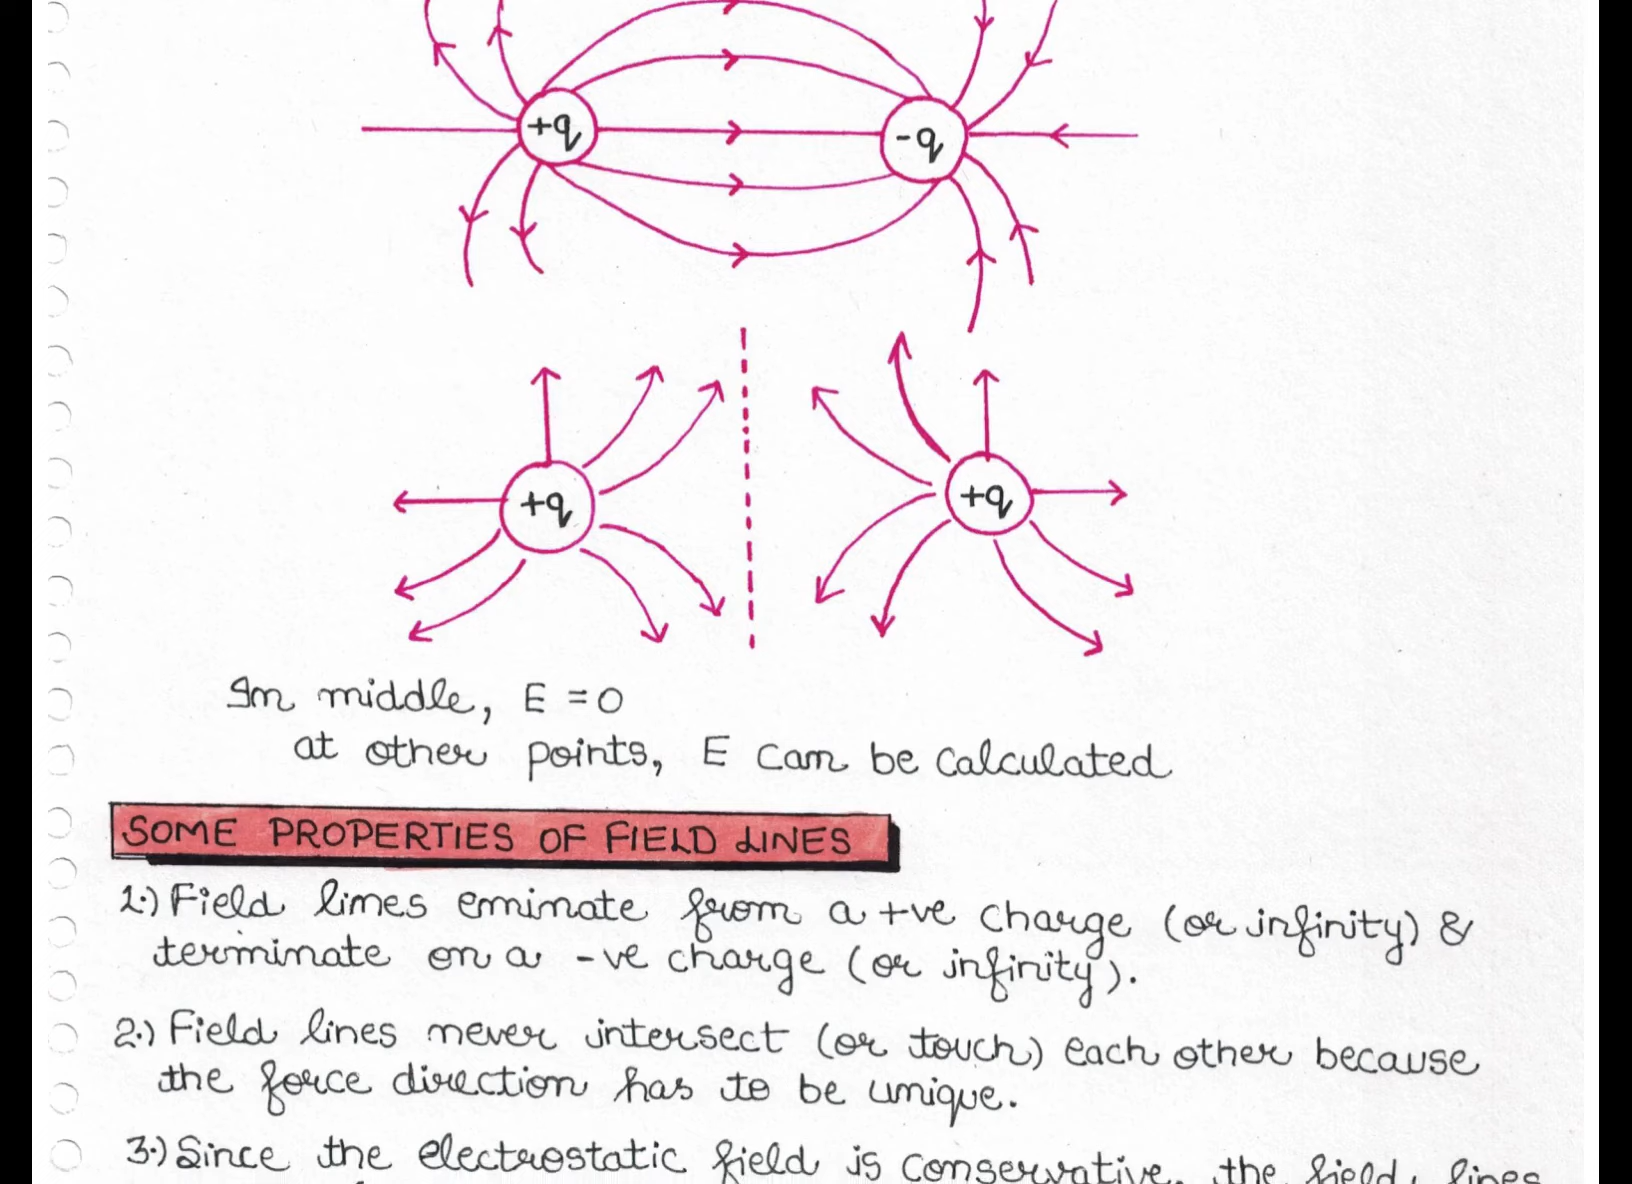 +q -q
+q +q
In middle, E = 0
at other points, E can be calculated
SOME PROPERTIES OF FIELD LINES
1.) Field lines eminate from a +ve charge (or infinity) &
terminate on a -ve charge (or infinity).
2.) Field lines never intersect (or touch) each other because
the force direction has to be unique.
3.) Since the electrostatic field is conservative, the field lines